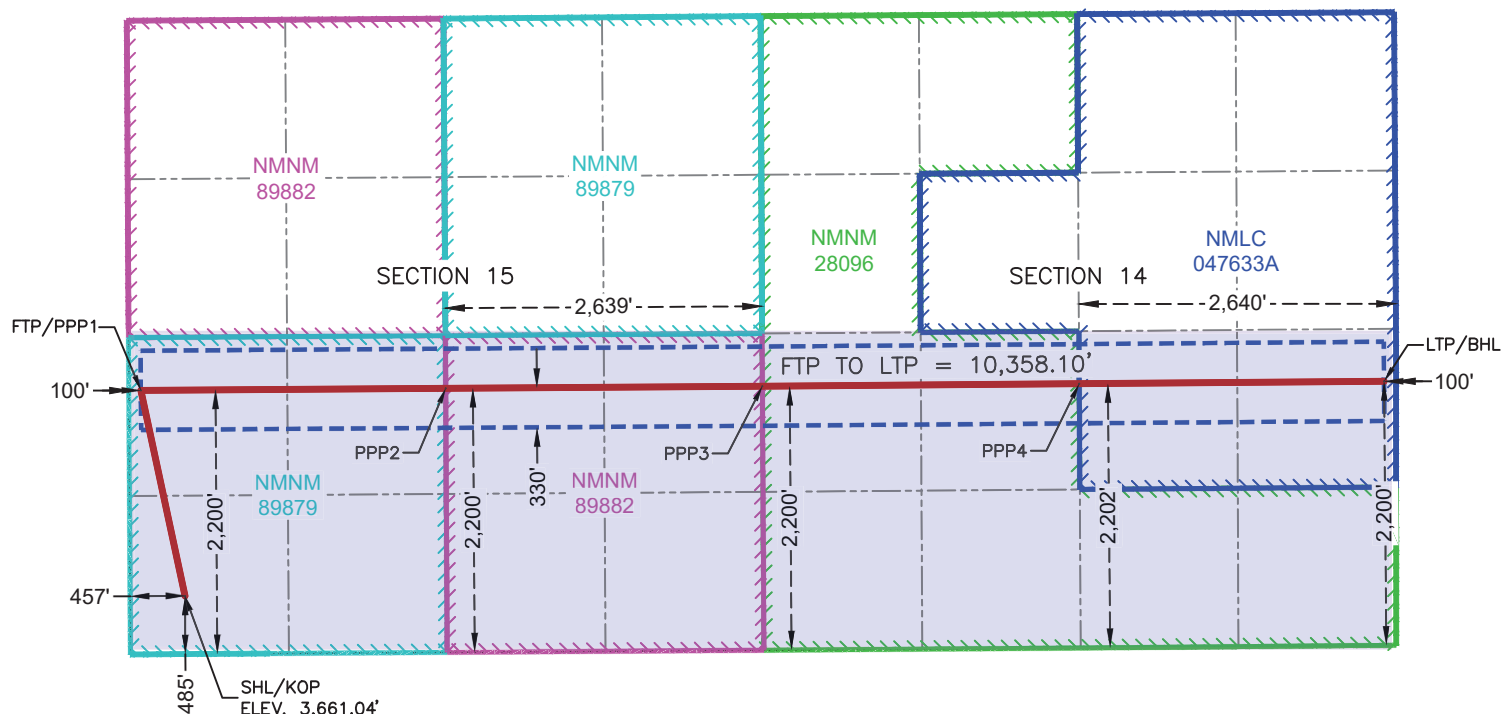 NMNM
89882
NMNM
89879
NMNM
28096
NMLC
047633A
SECTION 15
SECTION 14
2,639'
2,640'
FTP/PPP1
LTP/BHL
FTP TO LTP = 10,358.10'
100'
100'
PPP2
PPP3
PPP4
330'
NMNM
89879
NMNM
89882
2,200'
2,200'
2,200'
2,202'
2,200'
457'
485'
SHL/KOP
ELEV. 3,661.04'